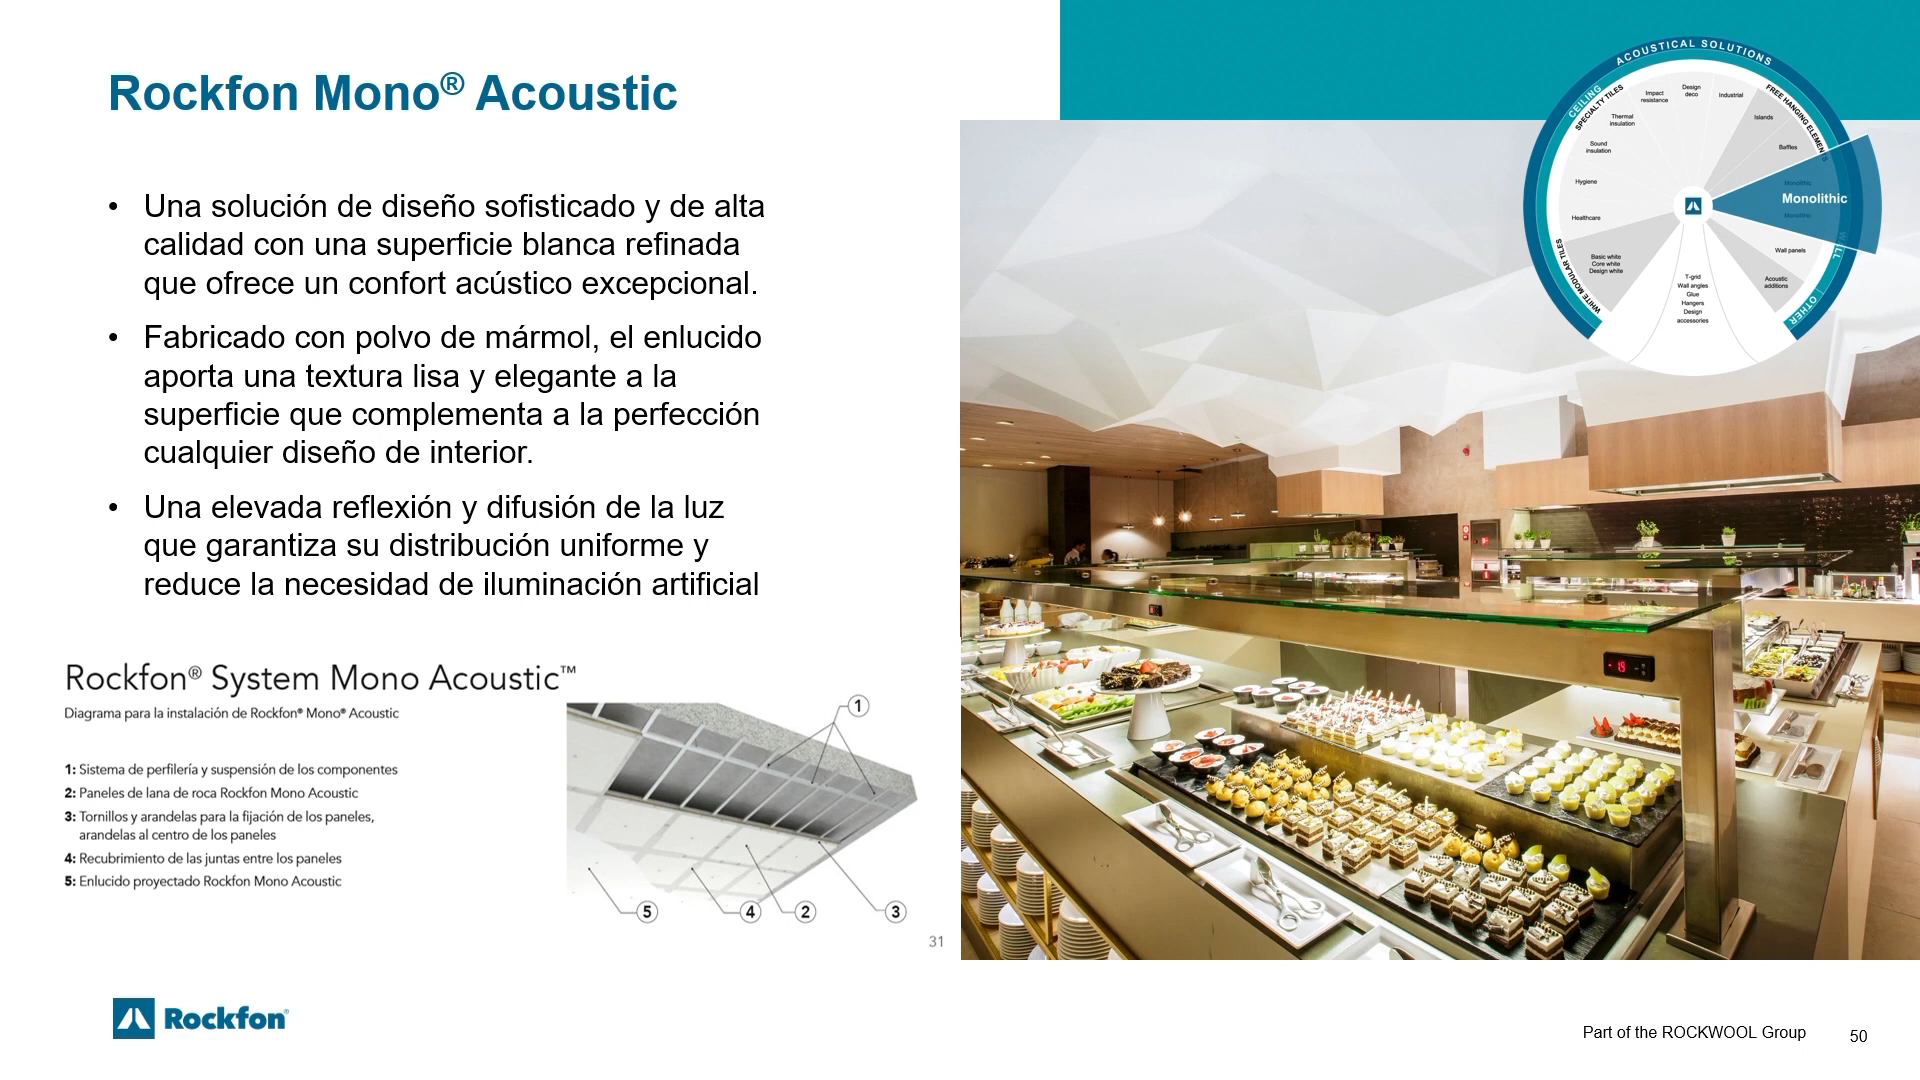 Rockfon Mono® Acoustic
• Una solución de diseño sofisticado y de alta
calidad con una superficie blanca refinada
que ofrece un confort acústico excepcional.
• Fabricado con polvo de mármol, el enlucido
aporta una textura lisa y elegante a la
superficie que complementa a la perfección
cualquier diseño de interior.
• Una elevada reflexión y difusión de la luz
que garantiza su distribución uniforme y
reduce la necesidad de iluminación artificial
Rockfon® System Mono Acoustic™
Diagrama para la instalación de Rockfon® Mono® Acoustic
1: Sistema de perfilería y suspensión de los componentes
2: Paneles de lana de roca Rockfon Mono Acoustic
3: Tornillos y arandelas para la fijación de los paneles,
arandelas al centro de los paneles
4: Recubrimiento de las juntas entre los paneles
5: Enlucido proyectado Rockfon Mono Acoustic
1
5
4
2
3
31
ACOUSTICAL SOLUTIONS
CEILING
SPECIALTY TILES
Impact
resistance
Design
deco
Industrial
FREE HANGING ELEMENTS
Thermal
insulation
Islands
Sound
insulation
Baffles
Hygiene
Monolithic
Monolithic
Monolithic
Healthcare
WALL
WHITE MODULAR TILES
Basic white
Core white
Design white
Wall panels
Acoustic
additions
OTHER
T-grid
Wall angles
Glue
Hangers
Design
accessories
Rockfon®
Part of the ROCKWOOL Group
50